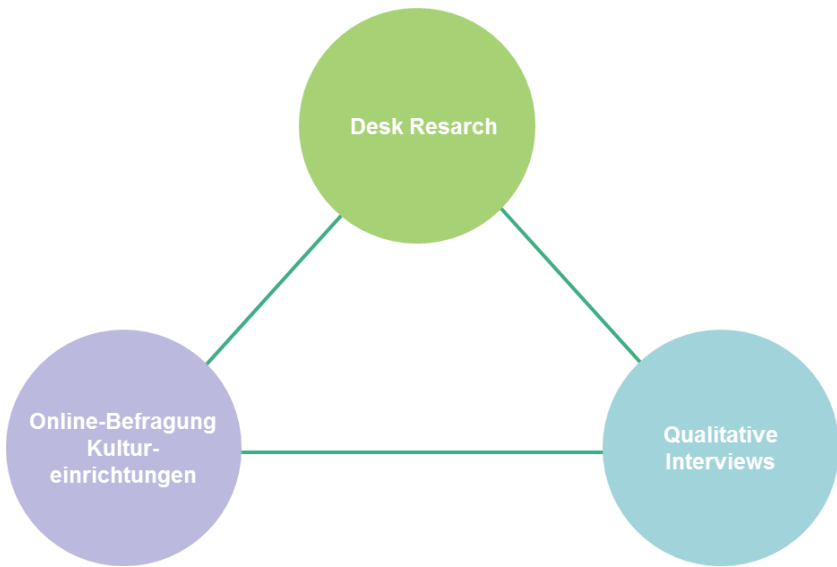 Desk Resarch
Online-Befragung
Kultur-
einrichtungen
Qualitative
Interviews